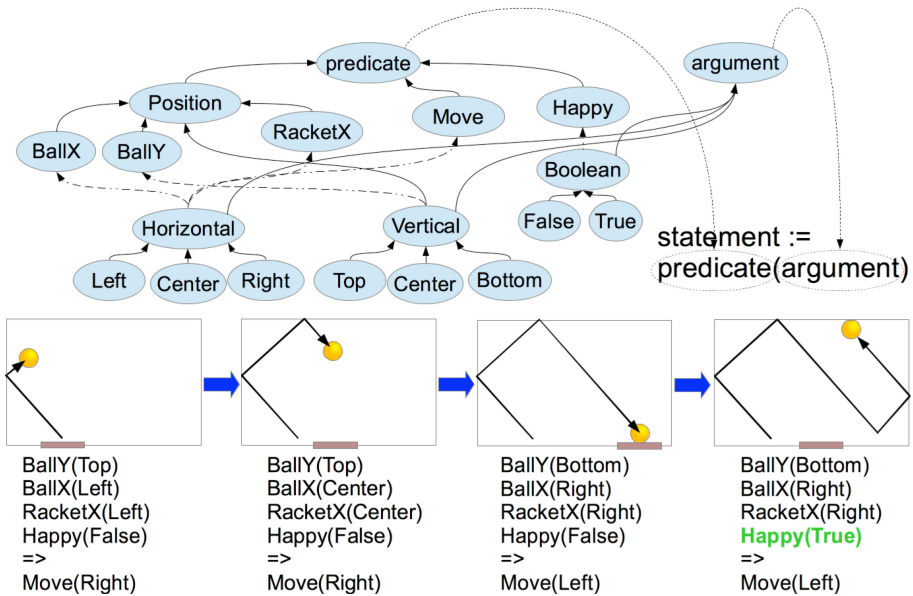 predicate
argument
Position
Happy
Move
RacketX
BallX
BallY
Boolean
False
True
Horizontal
Vertical
Left
Center
Right
Top
Center
Bottom
statement :=
predicate(argument)
BallY(Top)
BallX(Left)
RacketX(Left)
Happy(False)
=>
Move(Right)
BallY(Top)
BallX(Center)
RacketX(Center)
Happy(False)
=>
Move(Right)
BallY(Bottom)
BallX(Right)
RacketX(Right)
Happy(False)
=>
Move(Left)
BallY(Bottom)
BallX(Right)
RacketX(Right)
Happy(True)
=>
Move(Left)